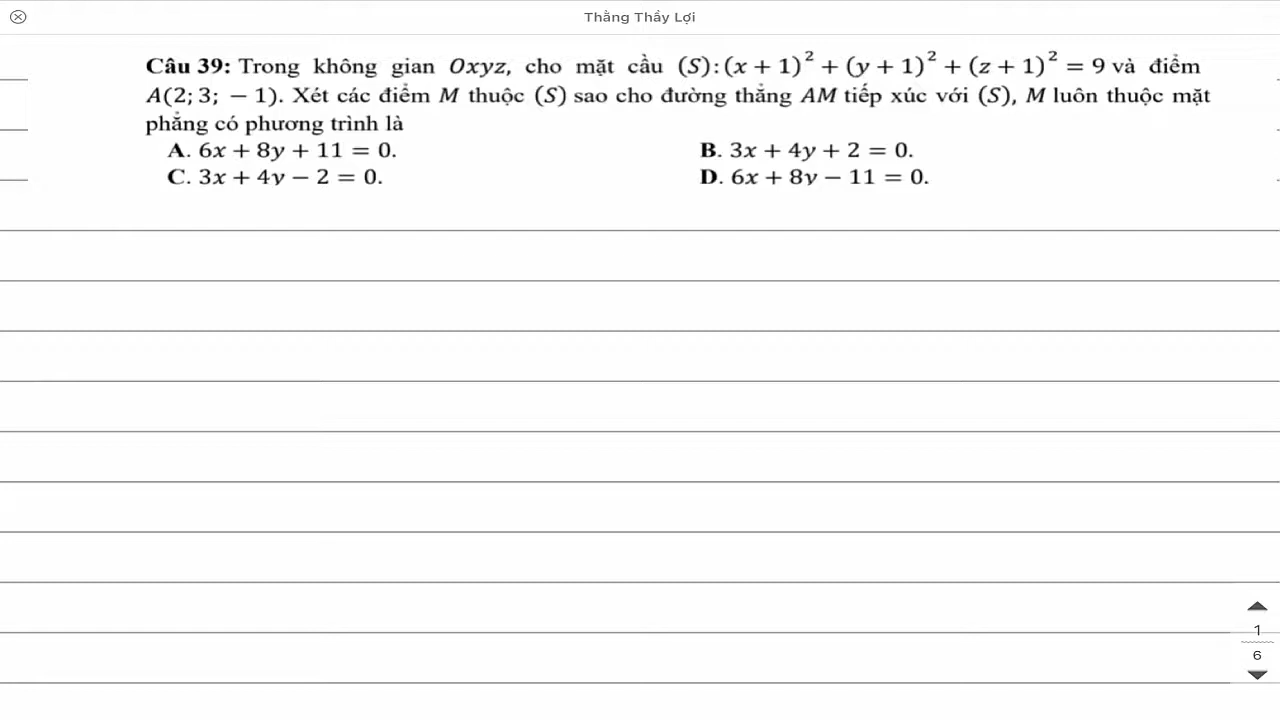 Thằng Thầy Lợi
Câu 39: Trong không gian Oxyz, cho mặt cầu (S): (x + 1)² + (y + 1)² + (z + 1)² = 9 và điểm
A(2; 3; − 1). Xét các điểm M thuộc (S) sao cho đường thẳng AM tiếp xúc với (S), M luôn thuộc mặt
phẳng có phương trình là
A. 6x + 8y + 11 = 0.
B. 3x + 4y + 2 = 0.
C. 3x + 4y − 2 = 0.
D. 6x + 8y − 11 = 0.
1
6